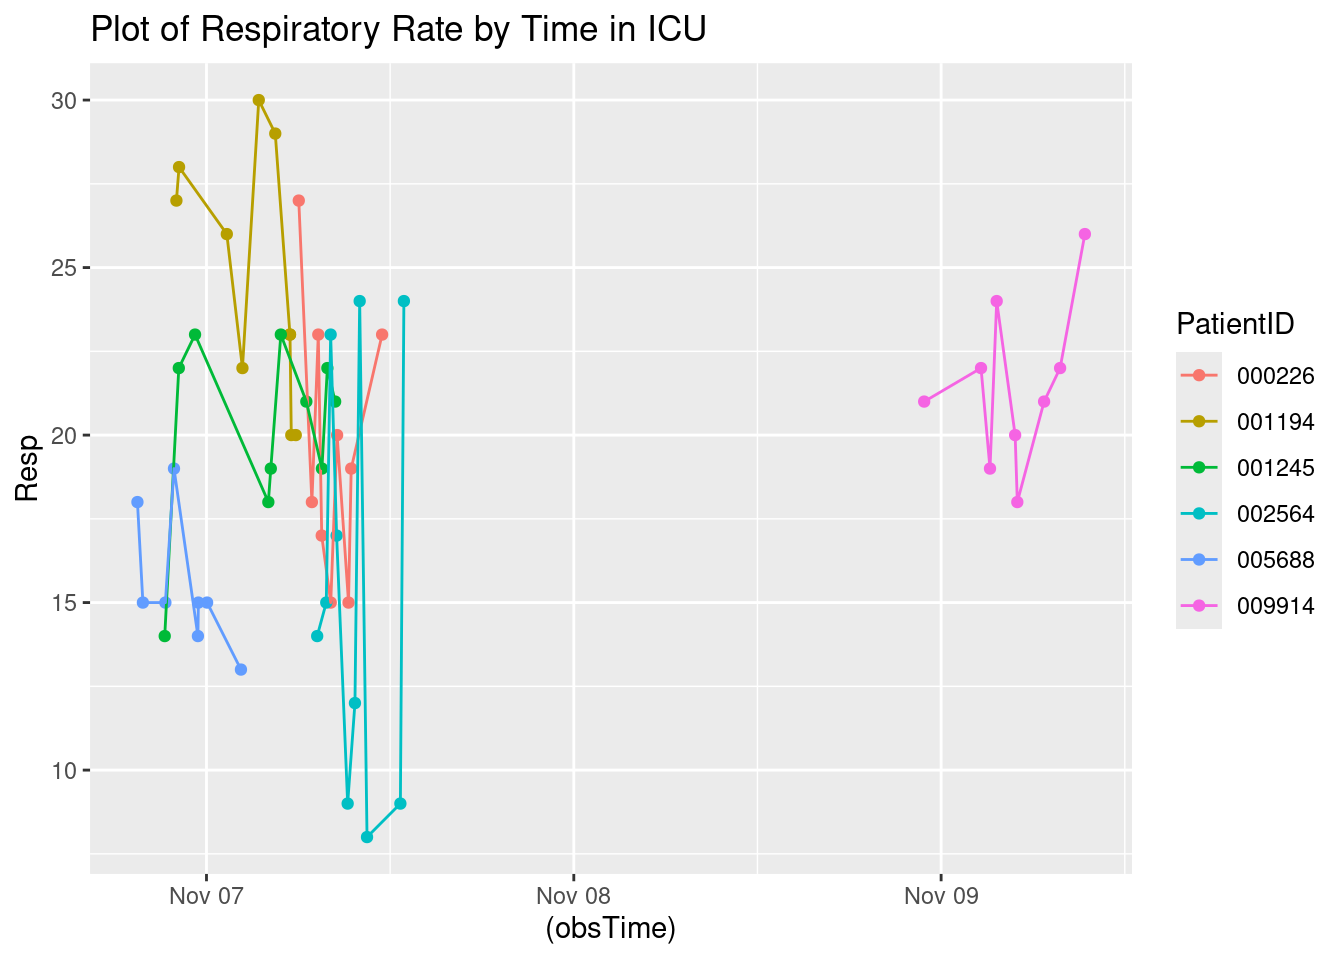 Plot of Respiratory Rate by Time in ICU
30
25
20
15
10
Resp
Nov 07
Nov 08
Nov 09
(obsTime)
PatientID
000226
001194
001245
002564
005688
009914